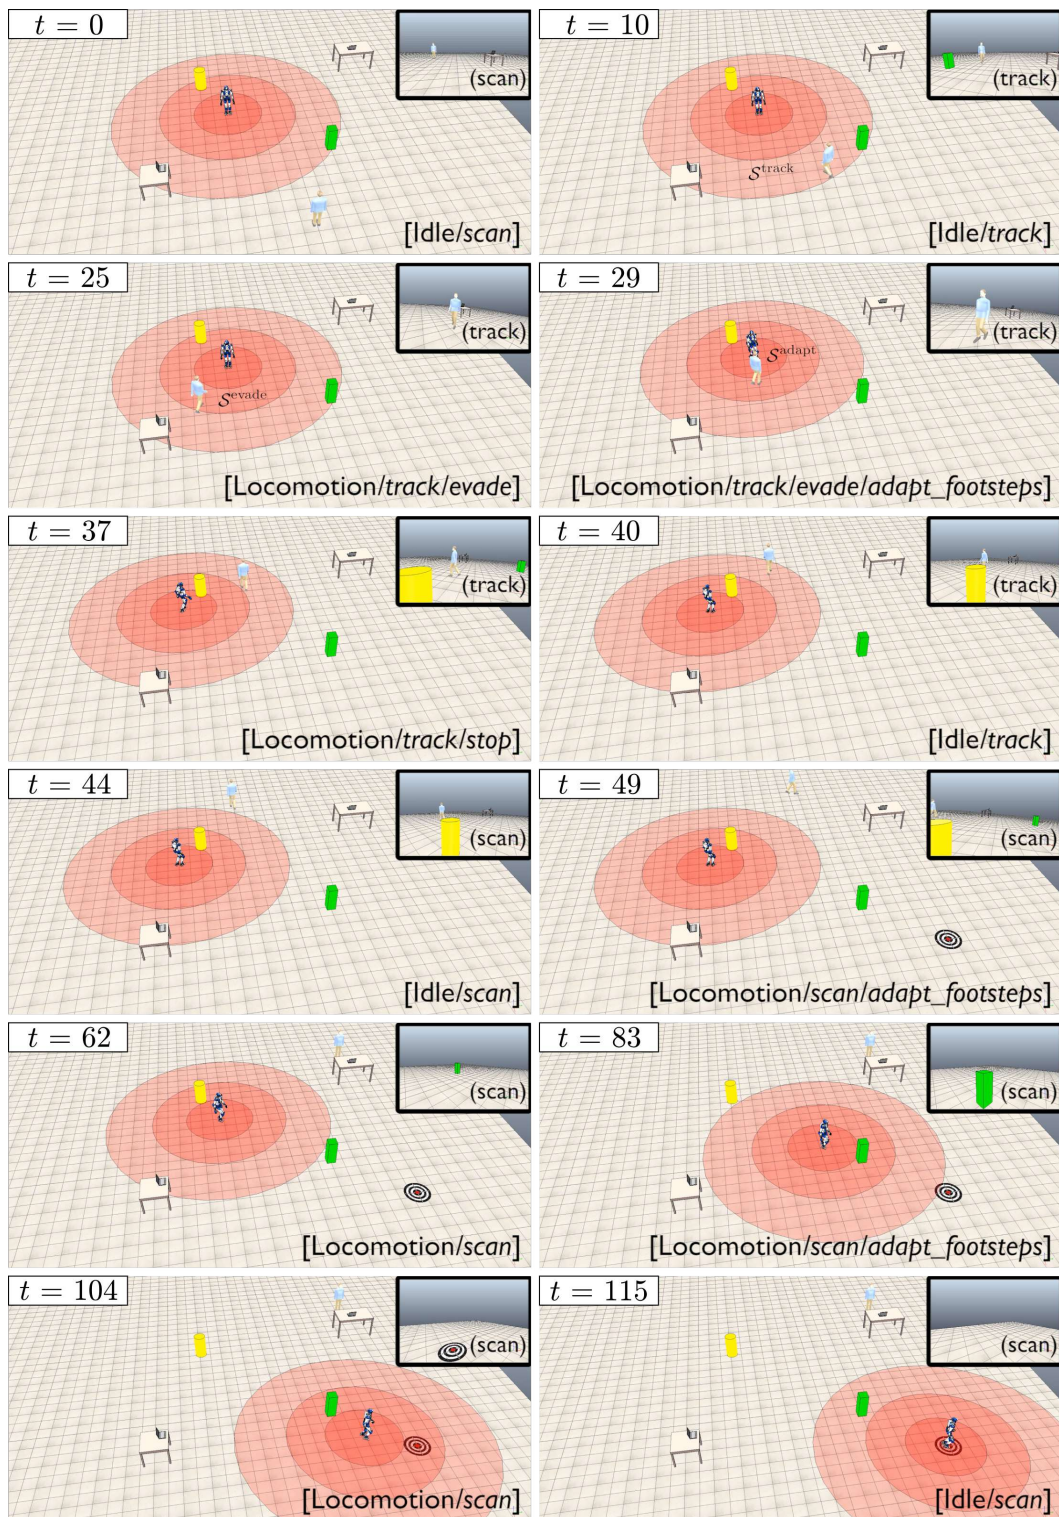 t = 0
(scan)
[Idle/scan]
t = 10
(track)
S^track
[Idle/track]
t = 25
(track)
S^evade
[Locomotion/track/evade]
t = 29
(track)
S^adapt
[Locomotion/track/evade/adapt_footsteps]
t = 37
(track)
[Locomotion/track/stop]
t = 40
(track)
[Idle/track]
t = 44
(scan)
[Idle/scan]
t = 49
(scan)
[Locomotion/scan/adapt_footsteps]
t = 62
(scan)
[Locomotion/scan]
t = 83
(scan)
[Locomotion/scan/adapt_footsteps]
t = 104
(scan)
[Locomotion/scan]
t = 115
(scan)
[Idle/scan]